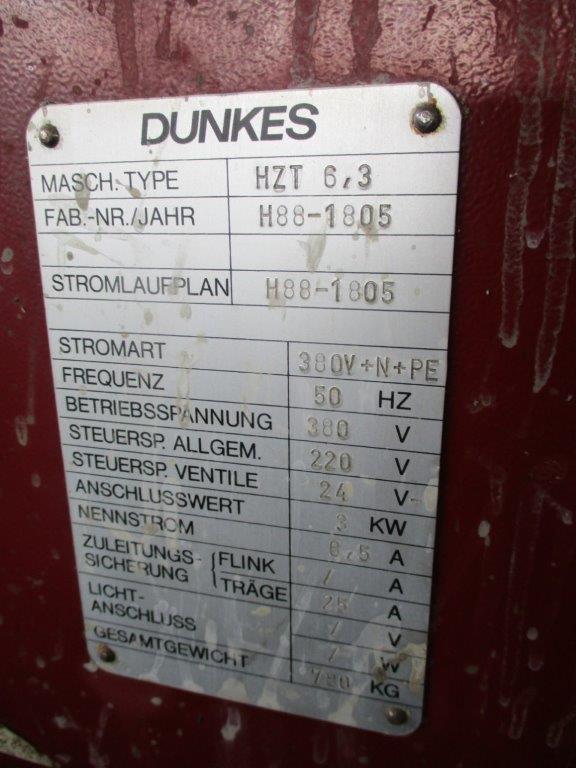 DUNKES
MASCH. TYPE HZT 6,3
FAB.-NR./JAHR H88-1805
STROMLAUFPLAN H88-1805
STROMART 380V+N+PE
FREQUENZ 50 HZ
BETRIEBSSPANNUNG 380 V
STEUERSP. ALLGEM. 220 V
STEUERSP. VENTILE 24 V-
ANSCHLUSSWERT 3 KW
NENNSTROM 6,5 A
ZULEITUNGS- FLINK / A
SICHERUNG TRÄGE 25 A
LICHT- / V
ANSCHLUSS / W
GESAMTGEWICHT KG